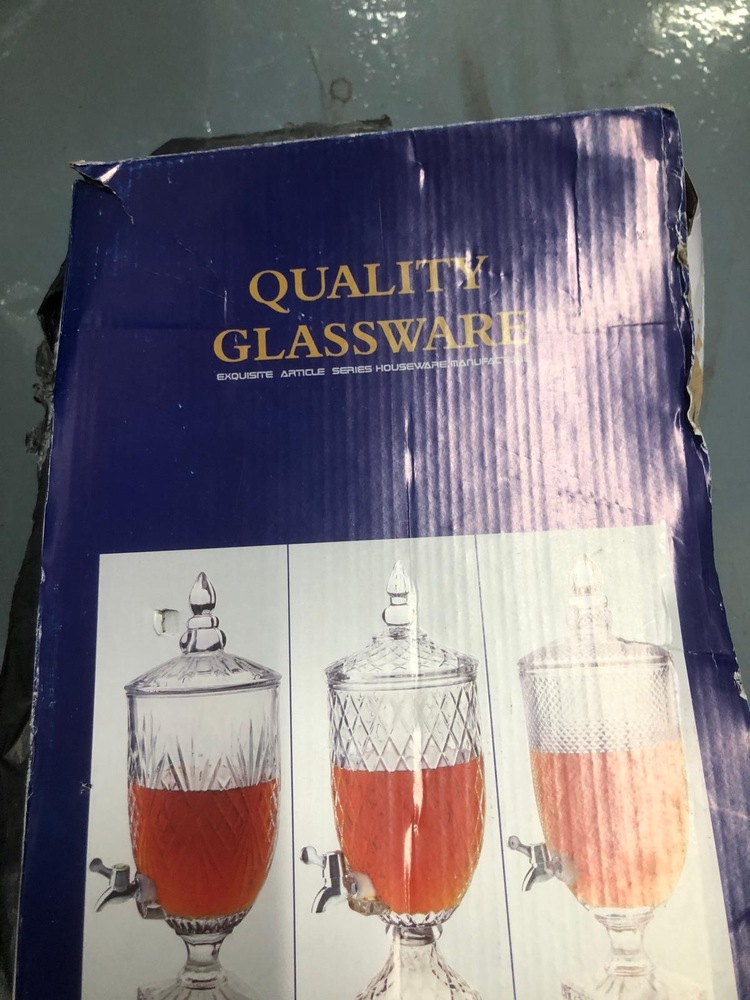 QUALITY
GLASSWARE
EXQUISITE ARTICLE SERIES HOUSEWARE.